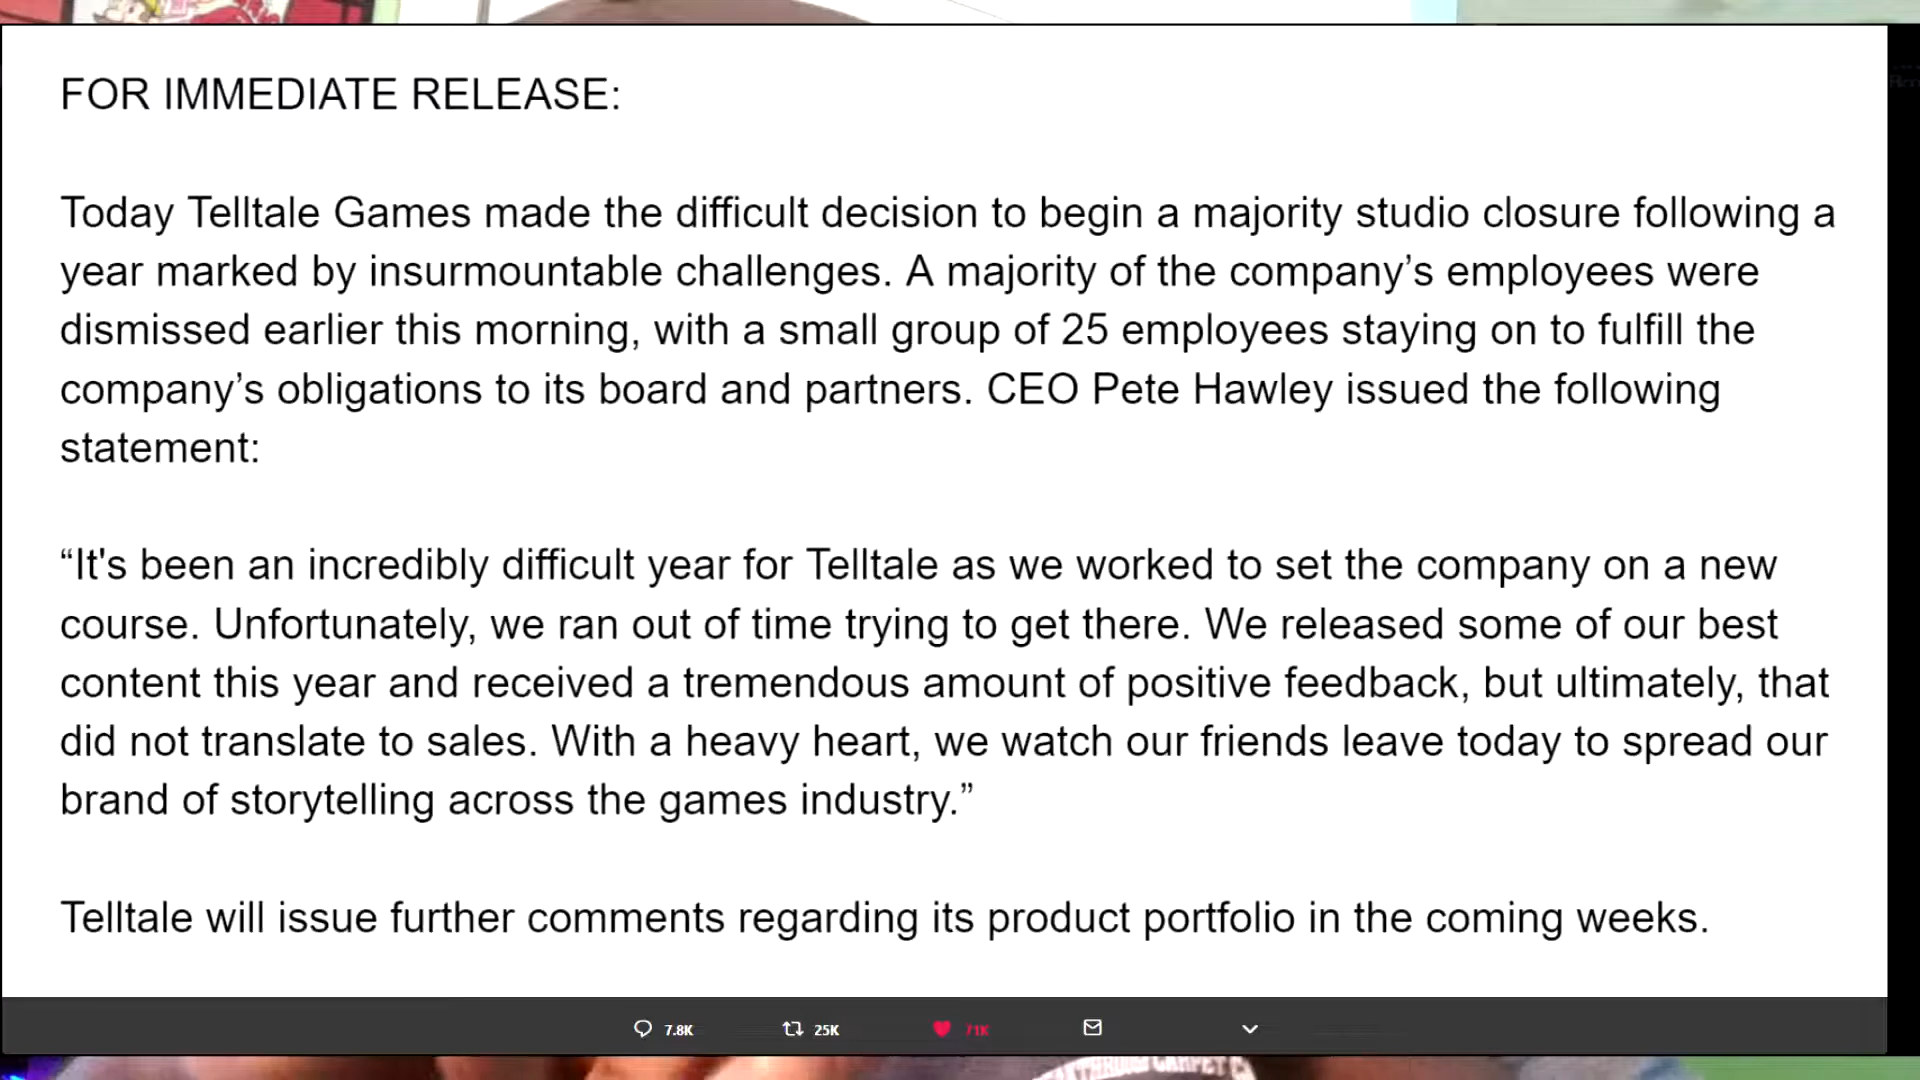 FOR IMMEDIATE RELEASE:
Today Telltale Games made the difficult decision to begin a majority studio closure following a
year marked by insurmountable challenges. A majority of the company’s employees were
dismissed earlier this morning, with a small group of 25 employees staying on to fulfill the
company’s obligations to its board and partners. CEO Pete Hawley issued the following
statement:
“It's been an incredibly difficult year for Telltale as we worked to set the company on a new
course. Unfortunately, we ran out of time trying to get there. We released some of our best
content this year and received a tremendous amount of positive feedback, but ultimately, that
did not translate to sales. With a heavy heart, we watch our friends leave today to spread our
brand of storytelling across the games industry.”
Telltale will issue further comments regarding its product portfolio in the coming weeks.
7.8K 25K 71K
CARPET